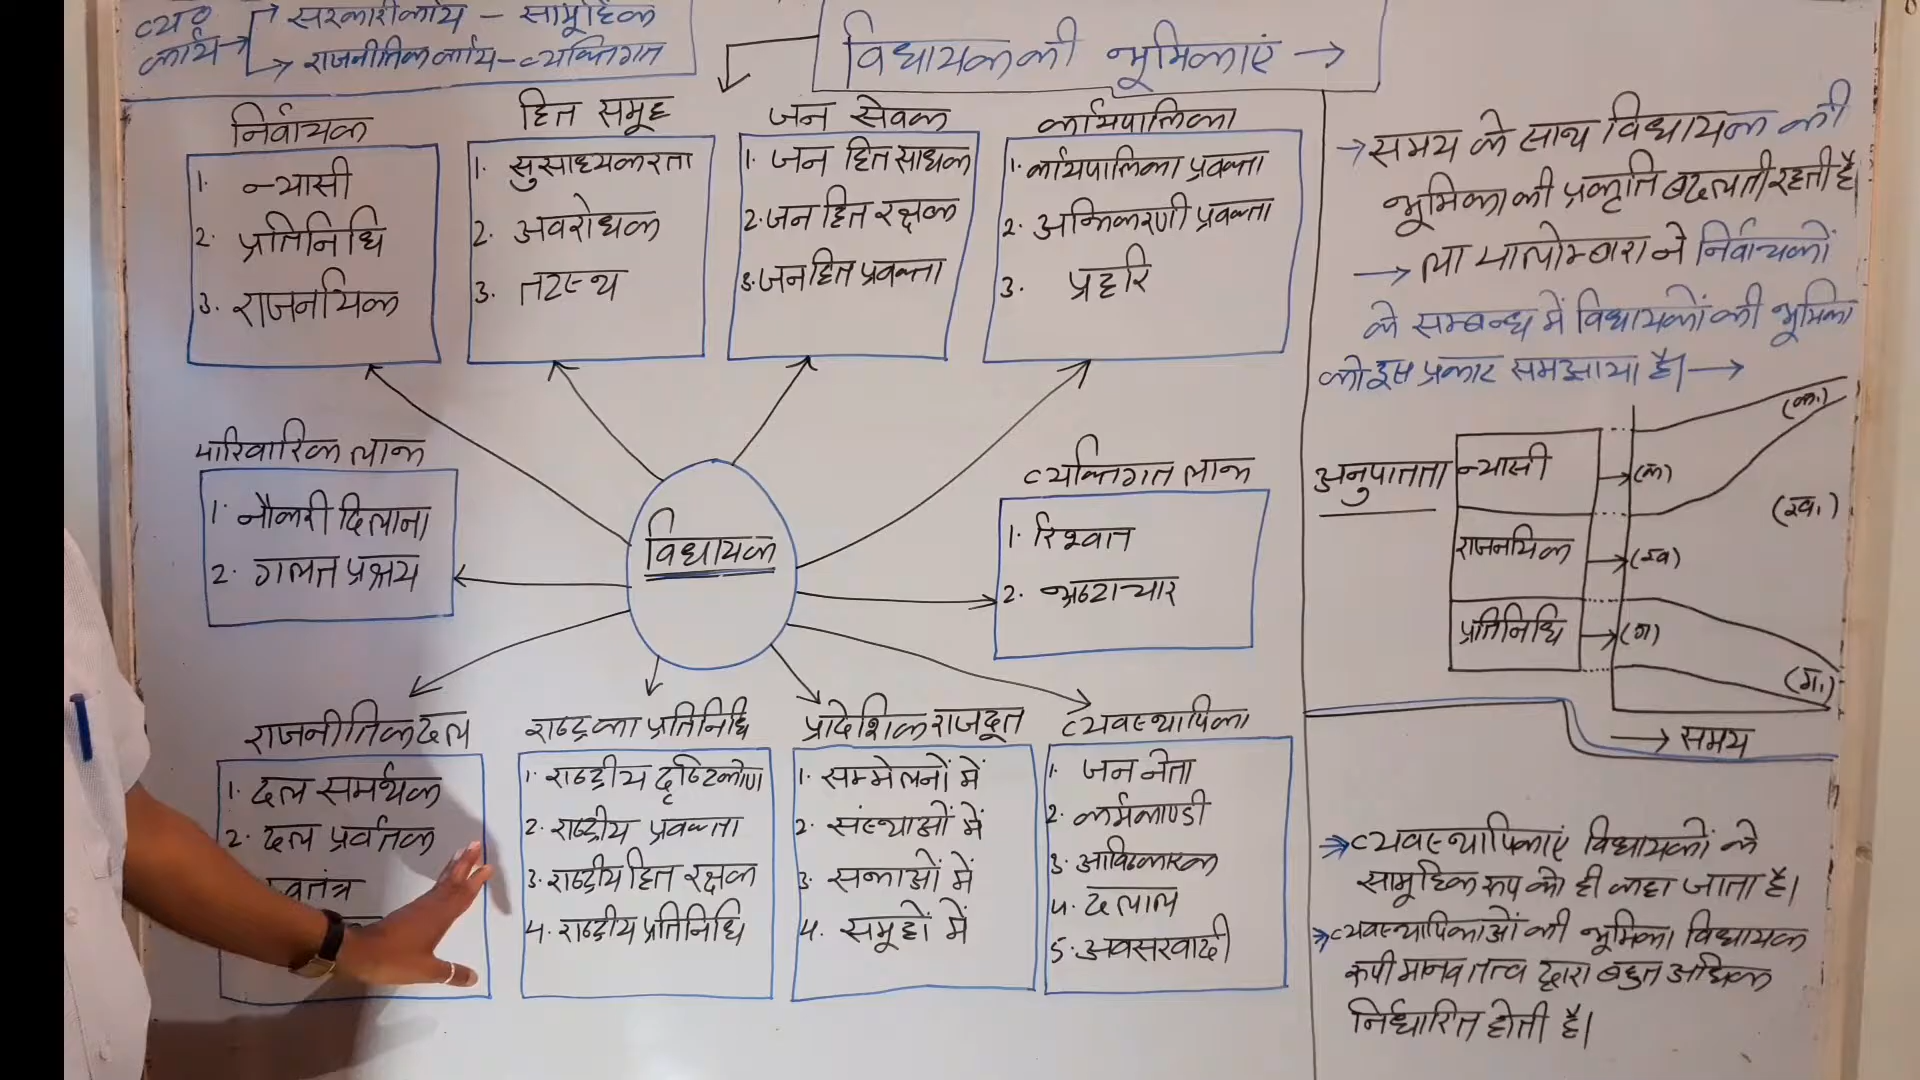 व्य०
कार्य → सरकारी कार्य – सामूहिक
→ राजनीतिक कार्य – व्यक्तिगत
विधायक की भूमिकाएं →
निर्वाचक
1. न्यासी
2. प्रतिनिधि
3. राजनयिक
हित समूह
1. सुसाध्यकरता
2. अवरोधक
3. तटस्थ
जन सेवक
1. जन हित साधक
2. जन हित रक्षक
3. जनहित प्रवक्ता
कार्यपालिका
1. कार्यपालिका प्रवक्ता
2. अभिकरणी प्रवक्ता
3. प्रहरि
पारिवारिक लाभ
1. नौकरी दिलाना
2. गलत प्रश्रय
विधायक
व्यक्तिगत लाभ
1. रिश्वत
2. भ्रष्टाचार
राजनीतिक दल
1. दल समर्थक
2. दल प्रर्वतक
राष्ट्र का प्रतिनिधि
1. राष्ट्रीय दृष्टिकोण
2. राष्ट्रीय प्रवक्ता
3. राष्ट्रीय हित रक्षक
4. राष्ट्रीय प्रतिनिधि
प्रादेशिक राजदूत
1. सम्मेलनों में
2. संस्थाओं में
3. सभाओं में
4. समूहों में
व्यवस्थापिका
1. जन नेता
2. कर्मकाण्डी
3. आविष्कारक
4. दलाल
5. अवसरवादी
→ समय के साथ विधायक की
भूमिका की प्रकृति बदलती रहती है।
→ ला पालोम्बारा ने निर्वाचकों
के सम्बन्ध में विधायकों की भूमिका
को इस प्रकार समझाया है। →
अनुपातता
न्यासी → (क)
राजनयिक → (ख)
प्रतिनिधि → (ग)
(क.)
(ख.)
(ग.)
→ समय
→ व्यवस्थापिकाएं विधायकों के
सामूहिक रूप को ही कहा जाता है।
→ व्यवस्थापिकाओं की भूमिका विधायक
रूपी मानव तत्व द्वारा बहुत अधिक
निर्धारित होती है।